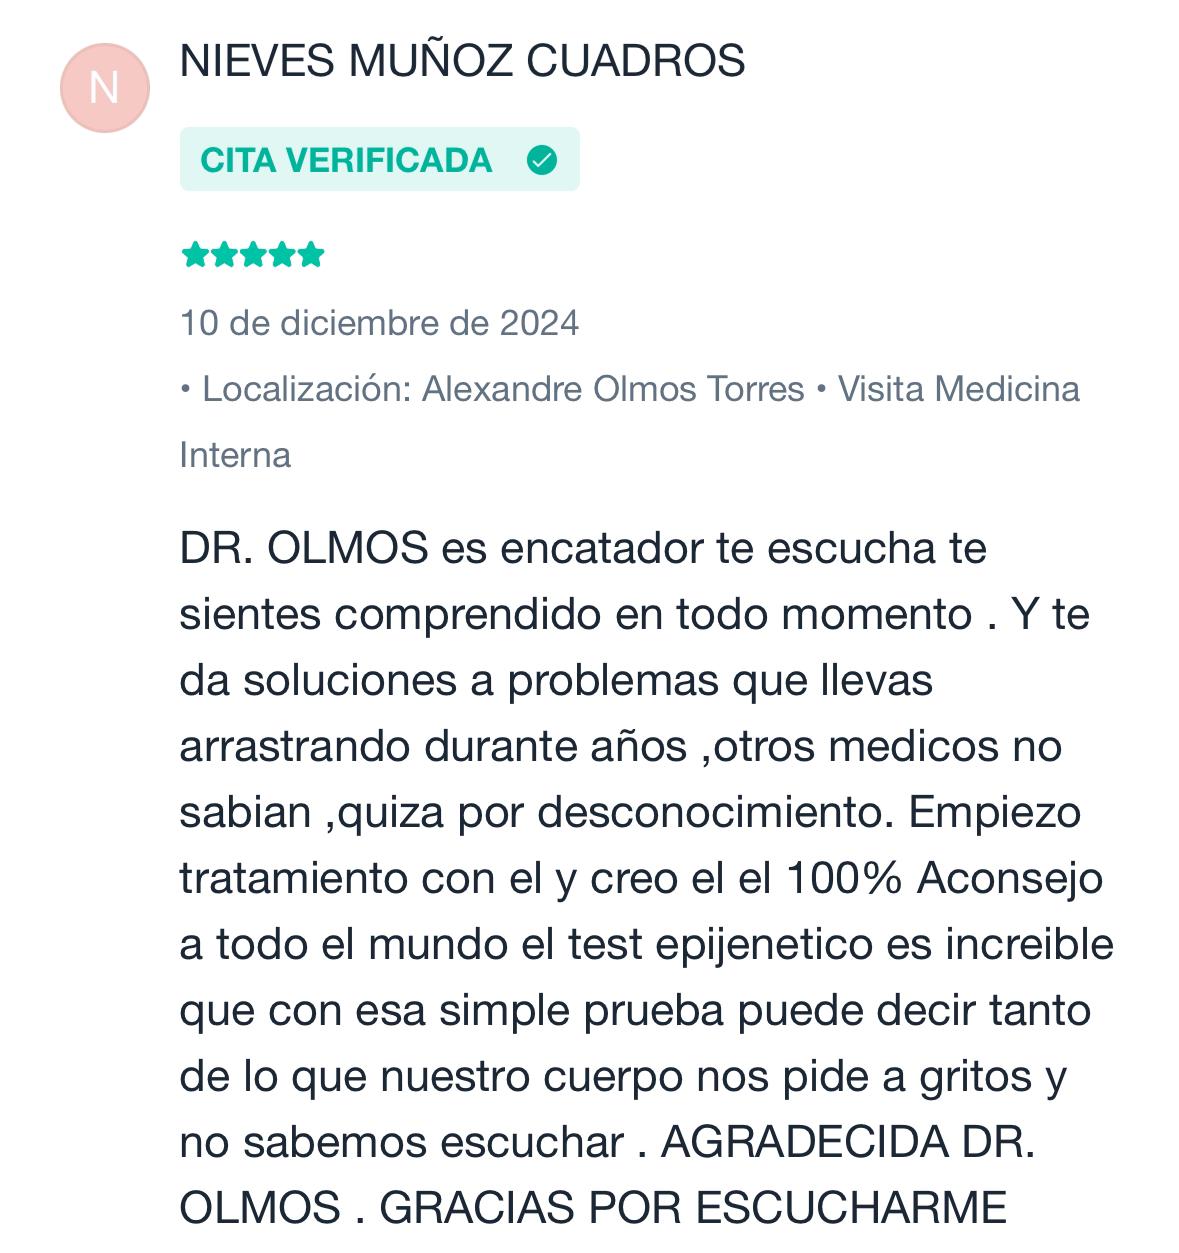 N
NIEVES MUÑOZ CUADROS
CITA VERIFICADA
10 de diciembre de 2024
• Localización: Alexandre Olmos Torres • Visita Medicina
Interna
DR. OLMOS es encatador te escucha te
sientes comprendido en todo momento . Y te
da soluciones a problemas que llevas
arrastrando durante años ,otros medicos no
sabian ,quiza por desconocimiento. Empiezo
tratamiento con el y creo el el 100% Aconsejo
a todo el mundo el test epijenetico es increible
que con esa simple prueba puede decir tanto
de lo que nuestro cuerpo nos pide a gritos y
no sabemos escuchar . AGRADECIDA DR.
OLMOS . GRACIAS POR ESCUCHARME